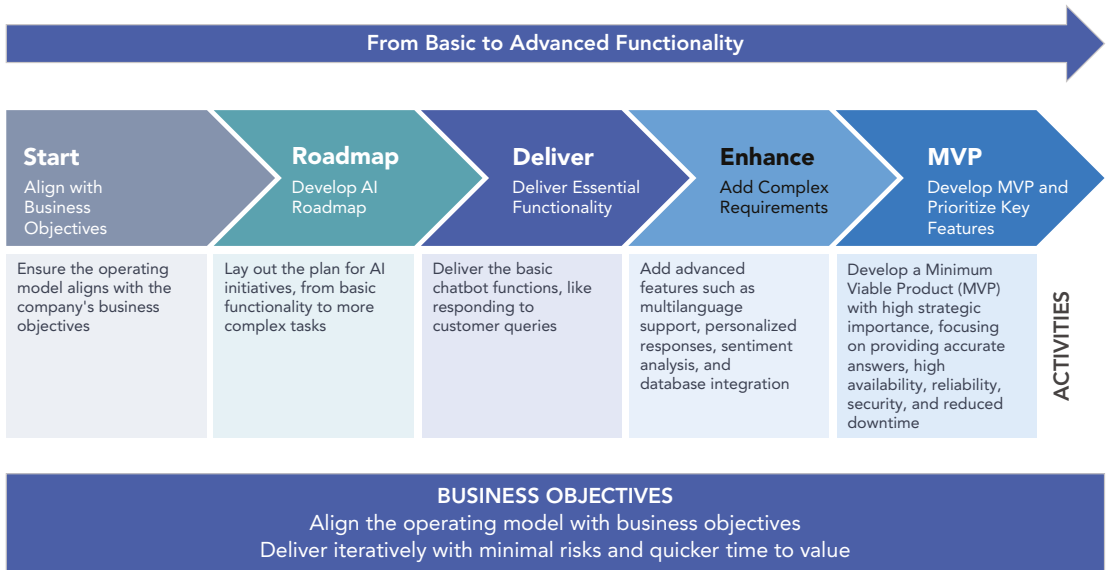 From Basic to Advanced Functionality
Start
Align with
Business
Objectives
Roadmap
Develop AI
Roadmap
Deliver
Deliver Essential
Functionality
Enhance
Add Complex
Requirements
MVP
Develop MVP and
Prioritize Key
Features
Ensure the operating
model aligns with the
company's business
objectives
Lay out the plan for AI
initiatives, from basic
functionality to more
complex tasks
Deliver the basic
chatbot functions, like
responding to
customer queries
Add advanced
features such as
multilanguage
support, personalized
responses, sentiment
analysis, and
database integration
Develop a Minimum
Viable Product (MVP)
with high strategic
importance, focusing
on providing accurate
answers, high
availability, reliability,
security, and reduced
downtime
ACTIVITIES
BUSINESS OBJECTIVES
Align the operating model with business objectives
Deliver iteratively with minimal risks and quicker time to value